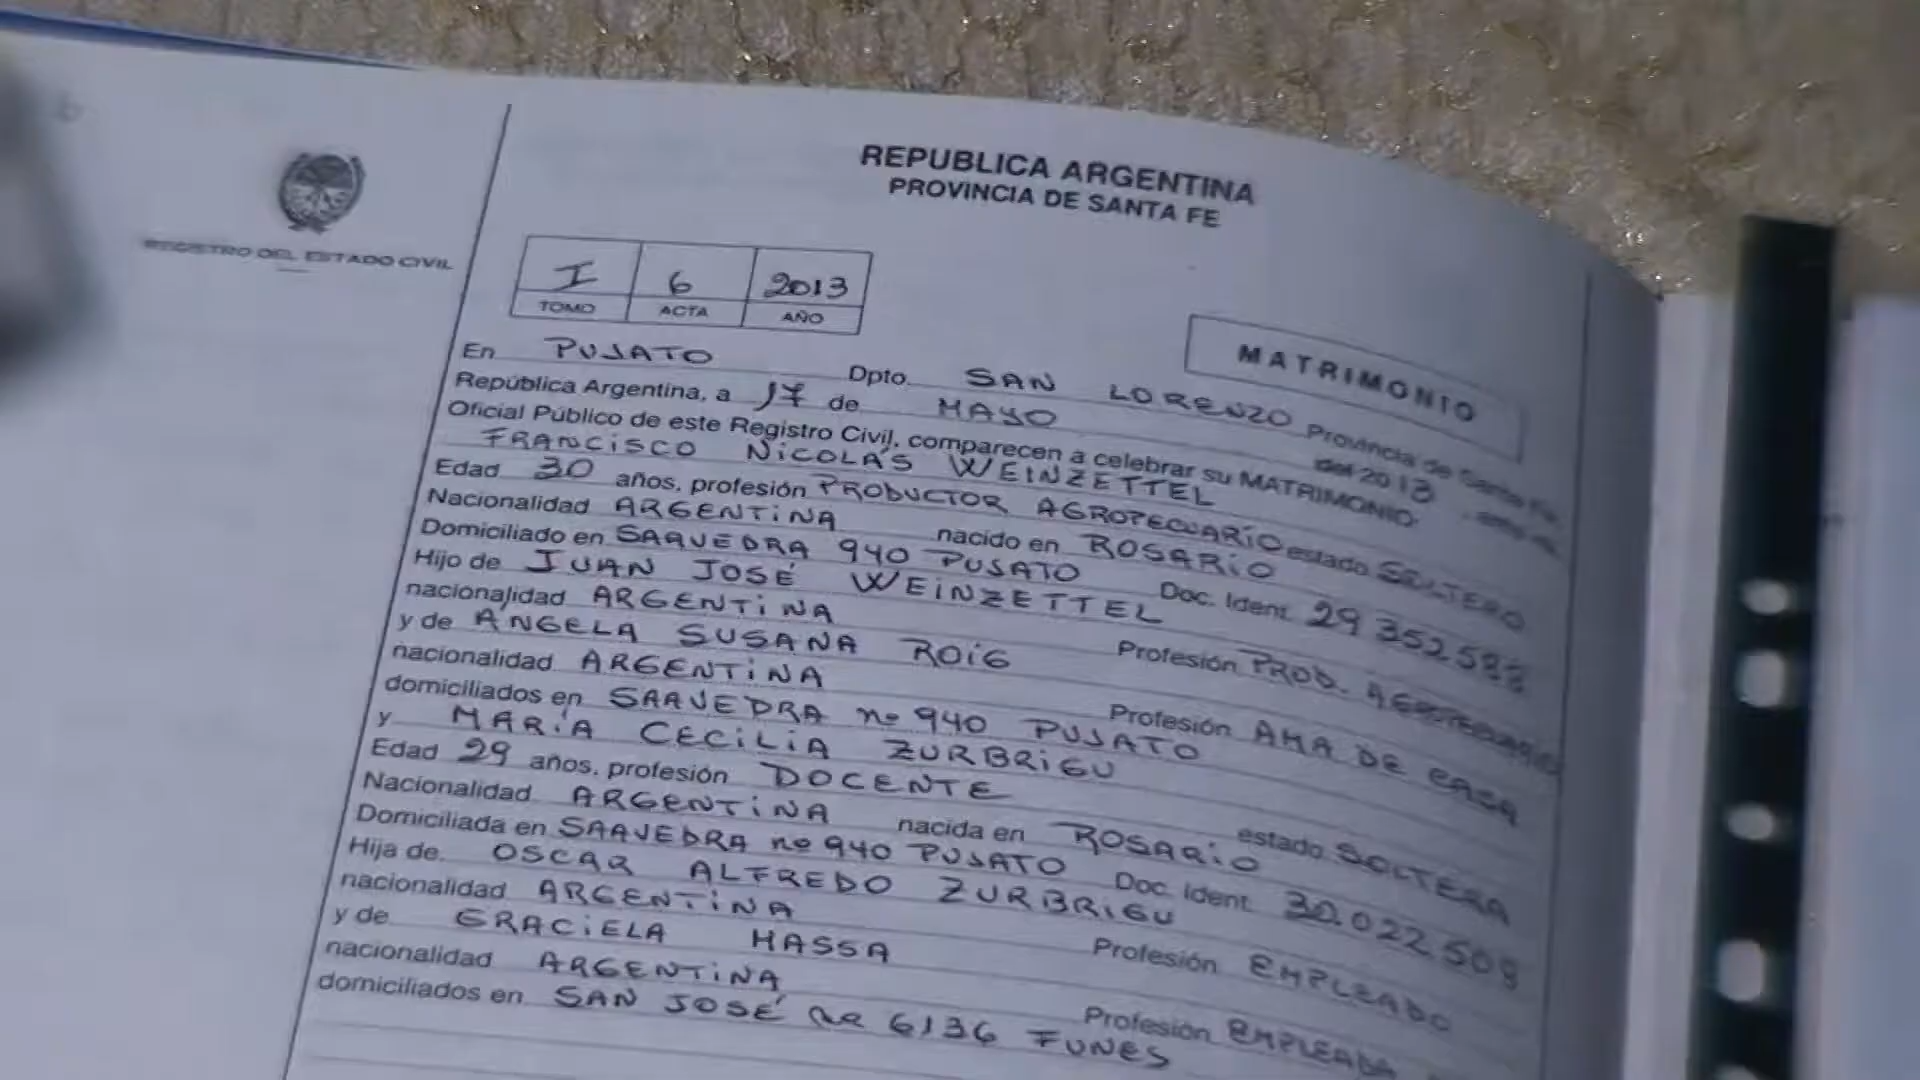 REGISTRO DEL ESTADO CIVIL
REPUBLICA ARGENTINA
PROVINCIA DE SANTA FE
I 6 2013
TOMO ACTA AÑO
MATRIMONIO
En PUJATO Dpto. SAN LORENZO Provincia de Santa Fe,
República Argentina, a 17 de MAYO del 2013
Oficial Público de este Registro Civil, comparecen a celebrar su MATRIMONIO:
FRANCISCO NICOLÁS WEINZETTEL
Edad 30 años, profesión PRODUCTOR AGROPECUARIO estado SOLTERO
Nacionalidad ARGENTINA nacido en ROSARIO
Domiciliado en SAAVEDRA 940 PUJATO Doc. Ident.
Hijo de JUAN JOSÉ WEINZETTEL
nacionalidad ARGENTINA Profesión PROD. AGROPECUARIO
y de ÁNGELA SUSANA ROIG
nacionalidad ARGENTINA Profesión AMA DE CASA
domiciliados en SAAVEDRA nº 940 PUJATO
y MARÍA CECILIA ZURBRIGU
Edad 29 años, profesión DOCENTE estado SOLTERA
Nacionalidad ARGENTINA nacida en ROSARIO
Domiciliada en SAAVEDRA nº 940 PUJATO Doc. Ident. 30.022.509
Hija de OSCAR ALFREDO ZURBRIGU
nacionalidad ARGENTINA Profesión EMPLEADO
y de GRACIELA MASSA
nacionalidad ARGENTINA Profesión EMPLEADA
domiciliados en SAN JOSÉ nº 6136 FUNES